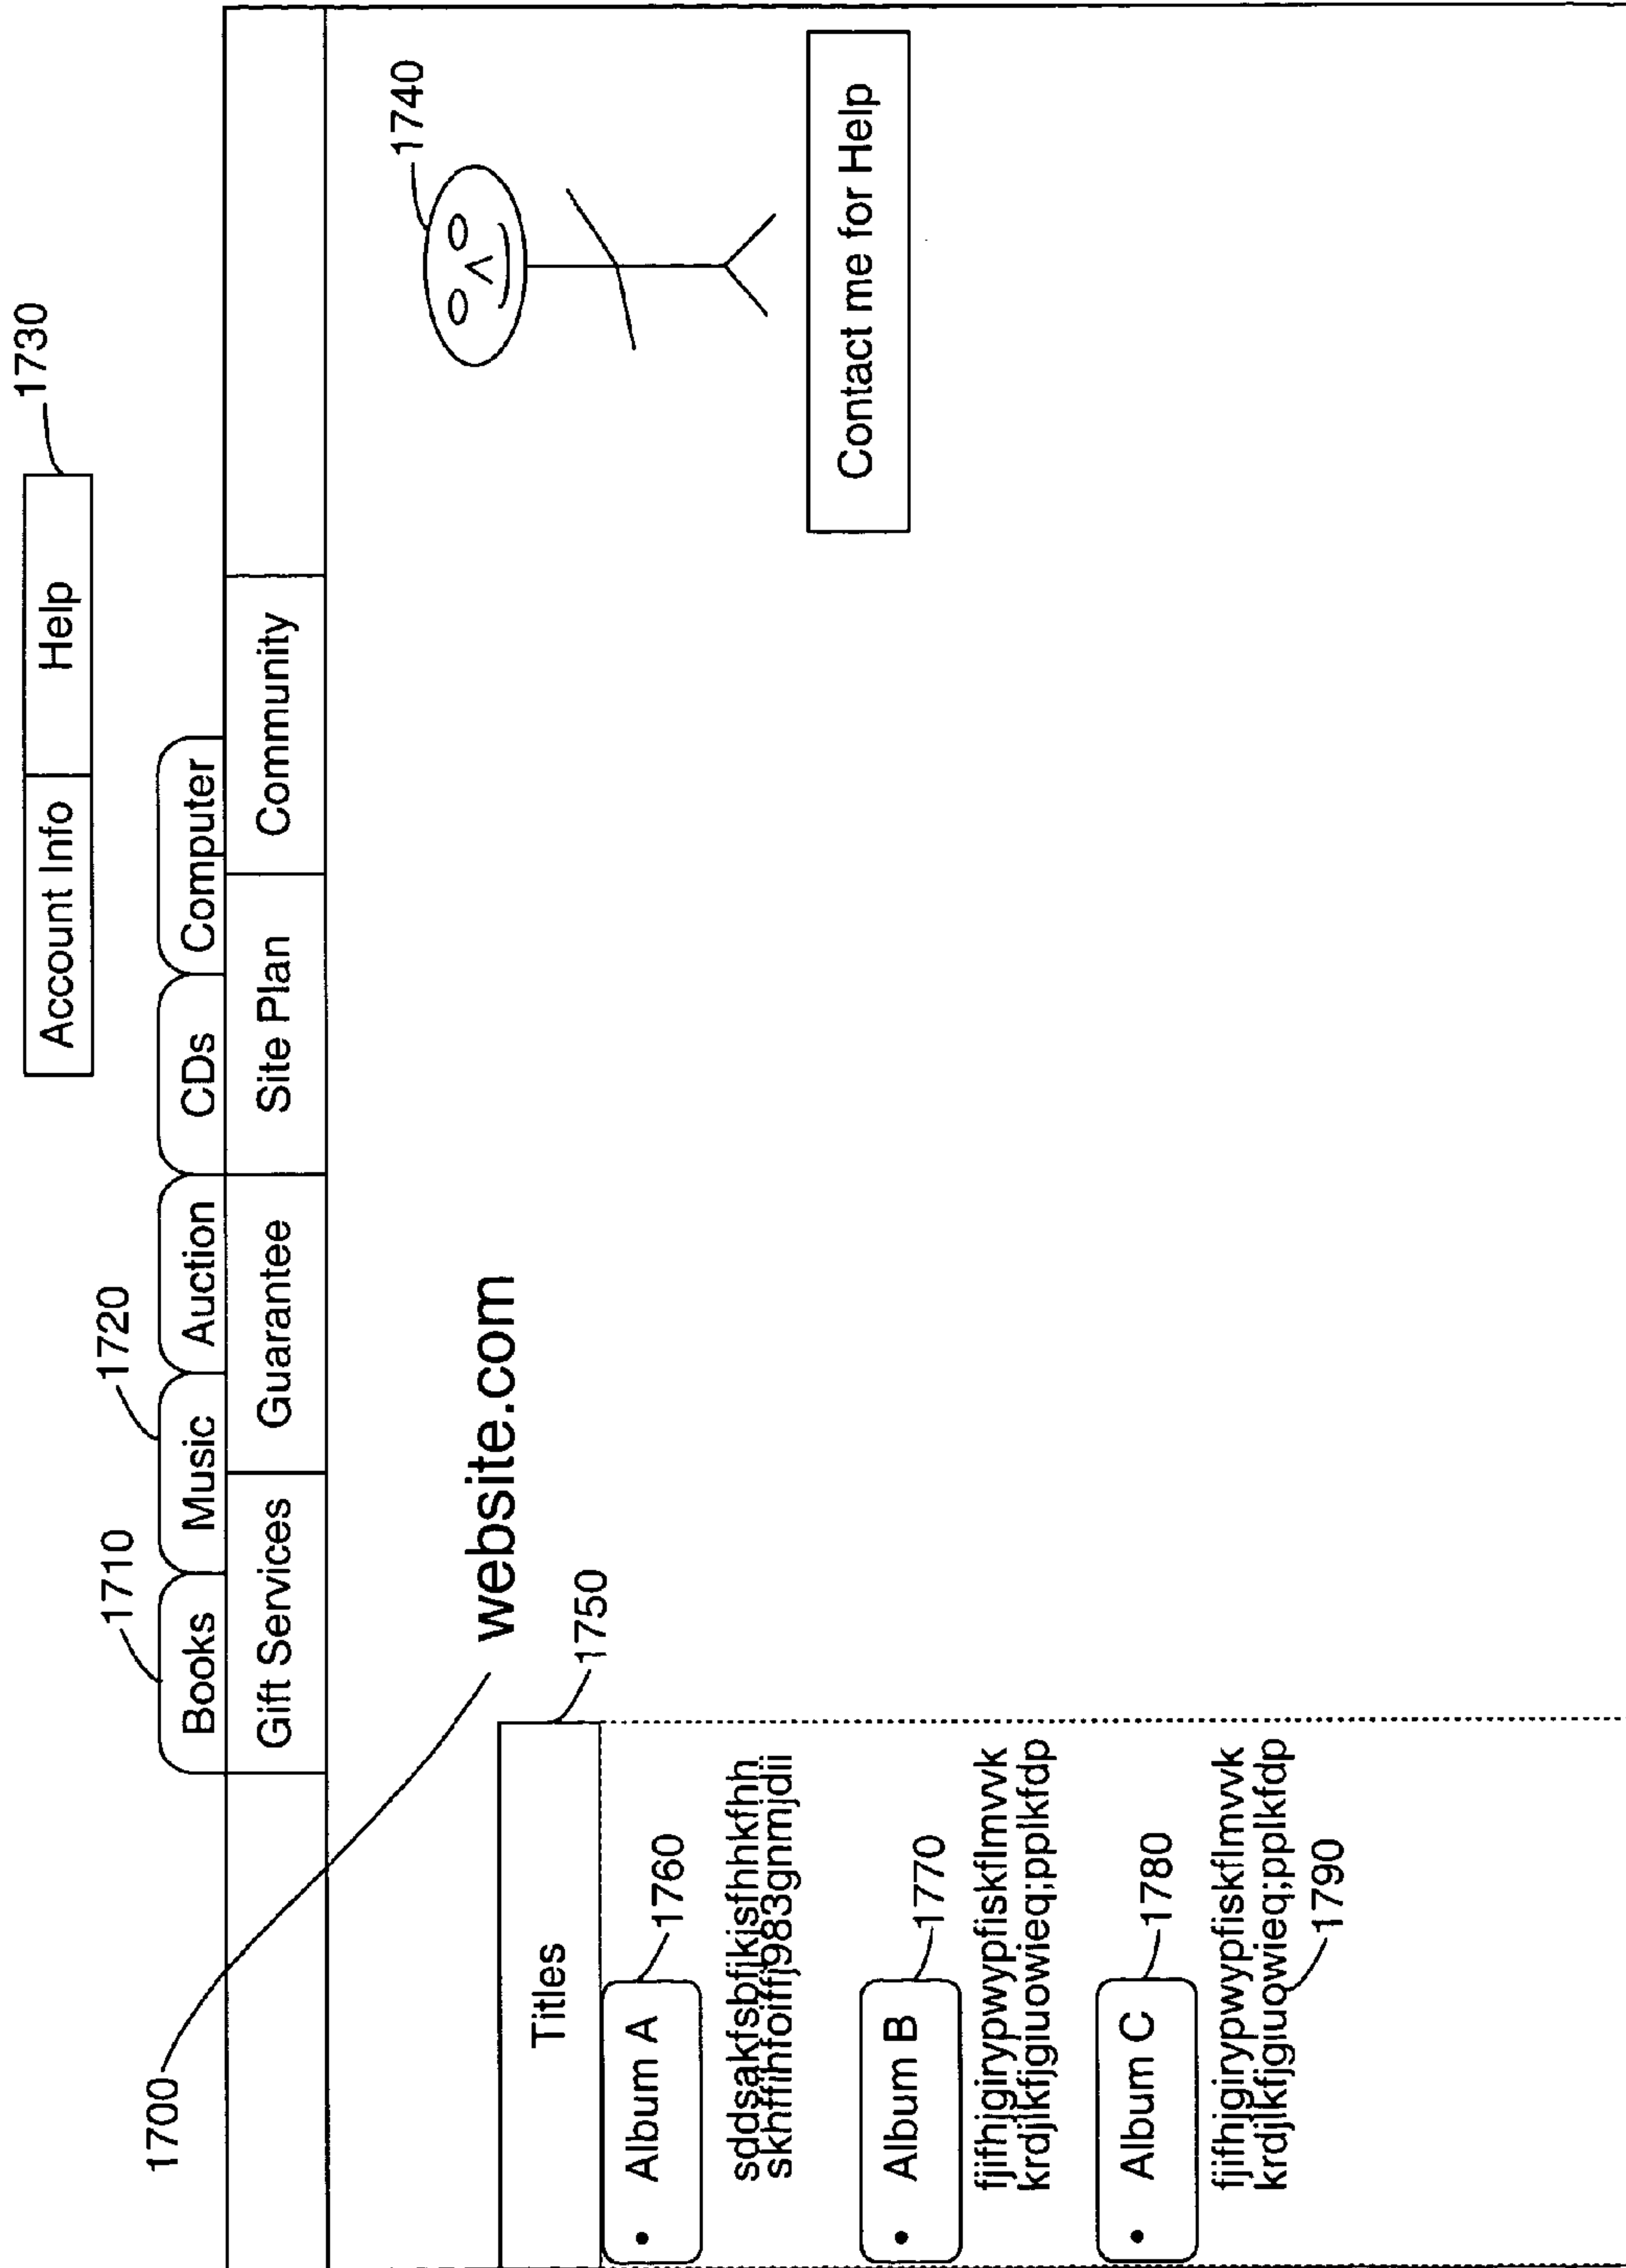 1730
Account Info Help
1710 1720
Books Music Auction CDs Computer
1700
Gift Services Guarantee Site Plan Community
1740
website.com
1750
Titles
• Album A
1760
sddsakfsbfjkjsfhhkfhh
skhffihfoiffj983gnmjdii
Contact me for Help
• Album B
1770
fjifhjgirypwypfiskflmvvk
krdjlkfjgiuowieq;pplkfdp
• Album C
1780
fjifhjgirypwypfiskflmvvk
krdjlkfjgiuowieq;pplkfdp
1790